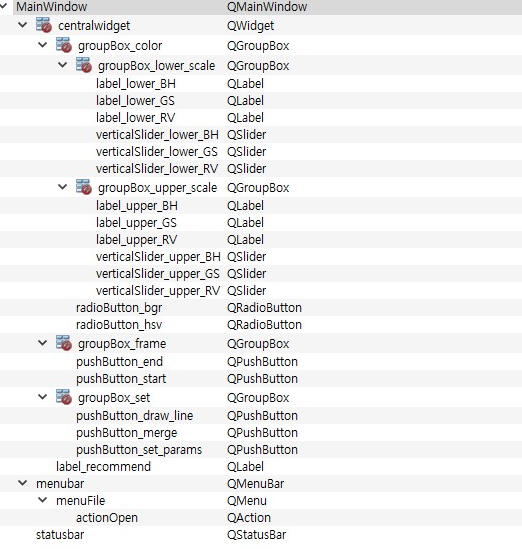 MainWindow QMainWindow
centralwidget QWidget
groupBox_color QGroupBox
groupBox_lower_scale QGroupBox
label_lower_BH QLabel
label_lower_GS QLabel
label_lower_RV QLabel
verticalSlider_lower_BH QSlider
verticalSlider_lower_GS QSlider
verticalSlider_lower_RV QSlider
groupBox_upper_scale QGroupBox
label_upper_BH QLabel
label_upper_GS QLabel
label_upper_RV QLabel
verticalSlider_upper_BH QSlider
verticalSlider_upper_GS QSlider
verticalSlider_upper_RV QSlider
radioButton_bgr QRadioButton
radioButton_hsv QRadioButton
groupBox_frame QGroupBox
pushButton_end QPushButton
pushButton_start QPushButton
groupBox_set QGroupBox
pushButton_draw_line QPushButton
pushButton_merge QPushButton
pushButton_set_params QPushButton
label_recommend QLabel
menubar QMenuBar
menuFile QMenu
actionOpen QAction
statusbar QStatusBar